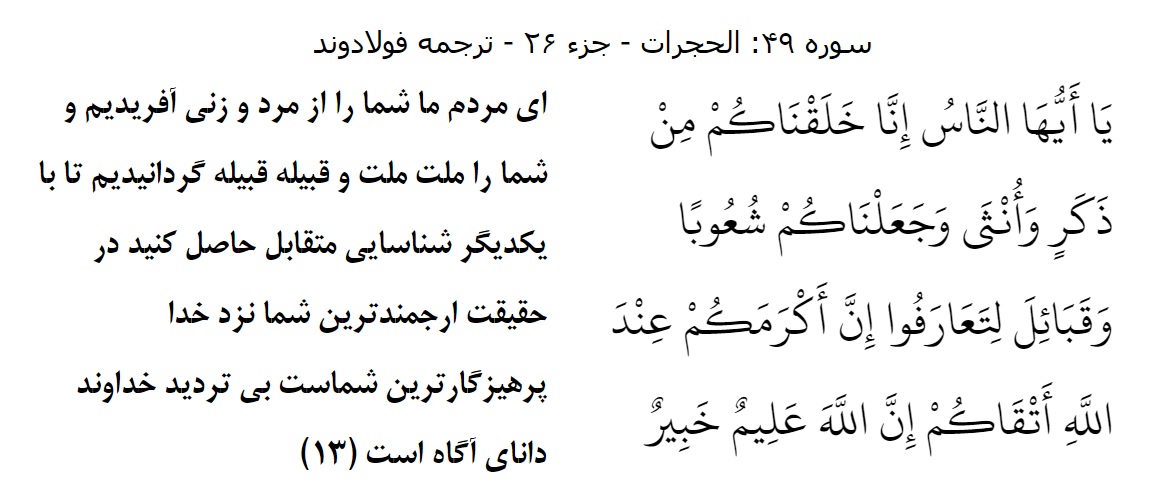 سوره ۴۹: الحجرات - جزء ۲۶ - ترجمه فولادوند
يَا أَيُّهَا النَّاسُ إِنَّا خَلَقْنَاكُمْ مِنْ
ذَكَرٍ وَأُنْثَى وَجَعَلْنَاكُمْ شُعُوبًا
وَقَبَائِلَ لِتَعَارَفُوا إِنَّ أَكْرَمَكُمْ عِنْدَ
اللَّهِ أَتْقَاكُمْ إِنَّ اللَّهَ عَلِيمٌ خَبِيرٌ
ای مردم ما شما را از مرد و زنی آفریدیم و
شما را ملت ملت و قبیله قبیله گردانیدیم تا با
یکدیگر شناسایی متقابل حاصل کنید در
حقیقت ارجمندترین شما نزد خدا
پرهیزگارترین شماست بی تردید خداوند
دانای آگاه است (۱۳)